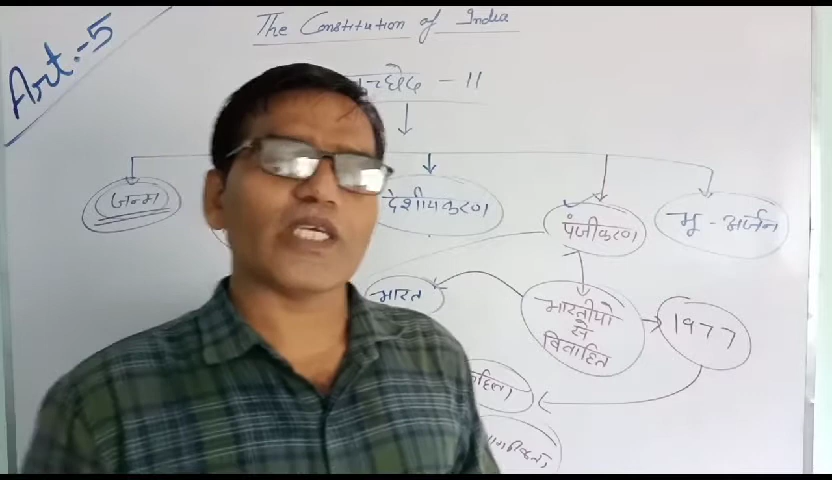 The Constitution of India
Art.:-5
- 11
जन्म
देशीयकरण
पंजीकरण
भू - अर्जन
भारत
भारतीयो
से
विवाहित
1977